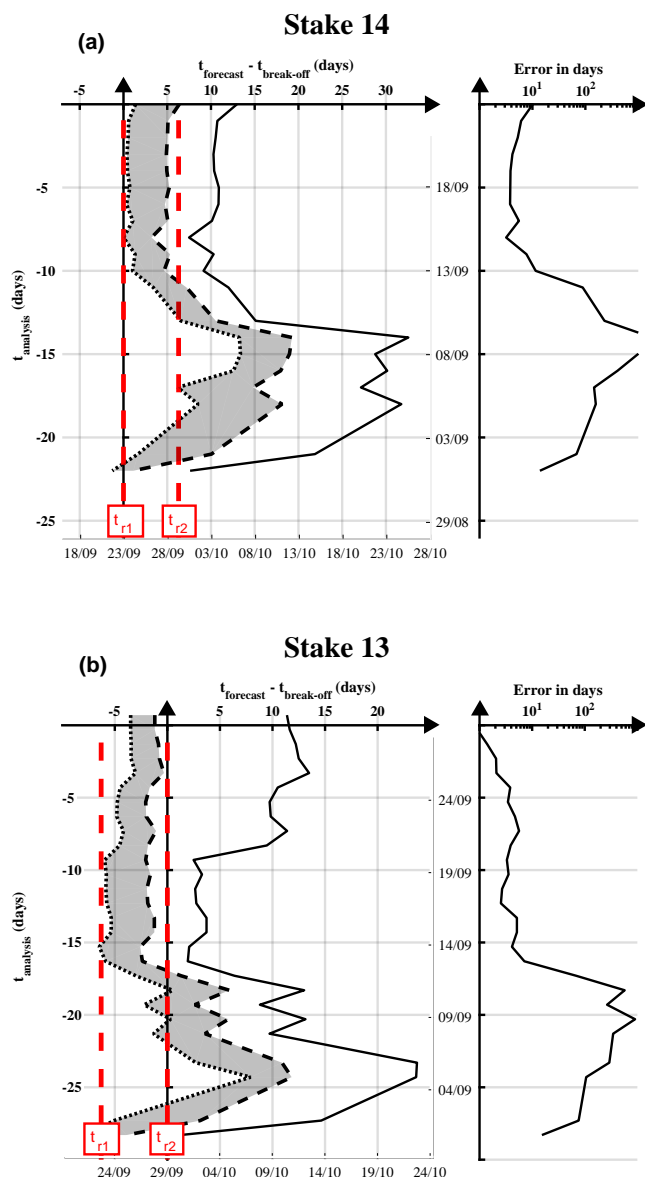 Stake 14
(a)
t_forecast - t_break-off (days)
Error in days
0 5 10 20 30 10^1 10^2
-5
-10
-15
-20
-25
t_analysis (days)
18/09
13/09
08/09
03/09
29/08
t_r1 t_r2
18/09 23/09 28/09 03/10 08/10 13/10 18/10 23/10 28/10
Stake 13
(b)
t_forecast - t_break-off (days)
Error in days
-5 0 10 20 10^1 10^2
-5
-10
-15
-20
-25
t_analysis (days)
24/09
19/09
14/09
09/09
04/09
t_r1 t_r2
24/09 29/09 04/10 09/10 14/10 19/10 24/10